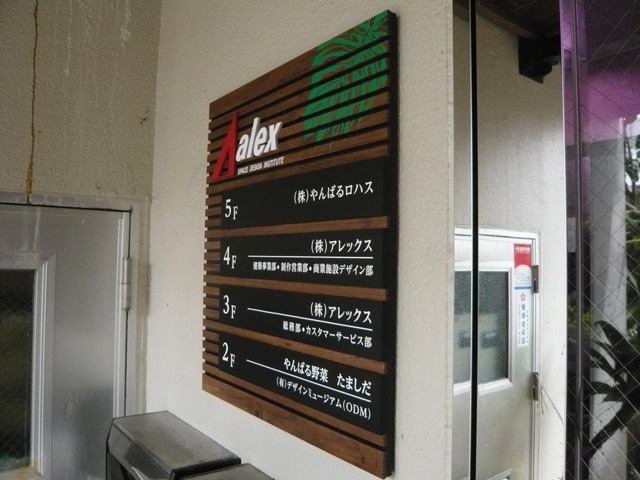 alex
SPACE DESIGN INSTITUTE
5F
(株)やんばるロハス
4F
(株)アレックス
建築事業部・制作営業部・商業施設デザイン部
3F
(株)アレックス
総務部・カスタマーサービス部
2F
やんばる野菜 たましだ
(有)デザインミュージアム(ODM)